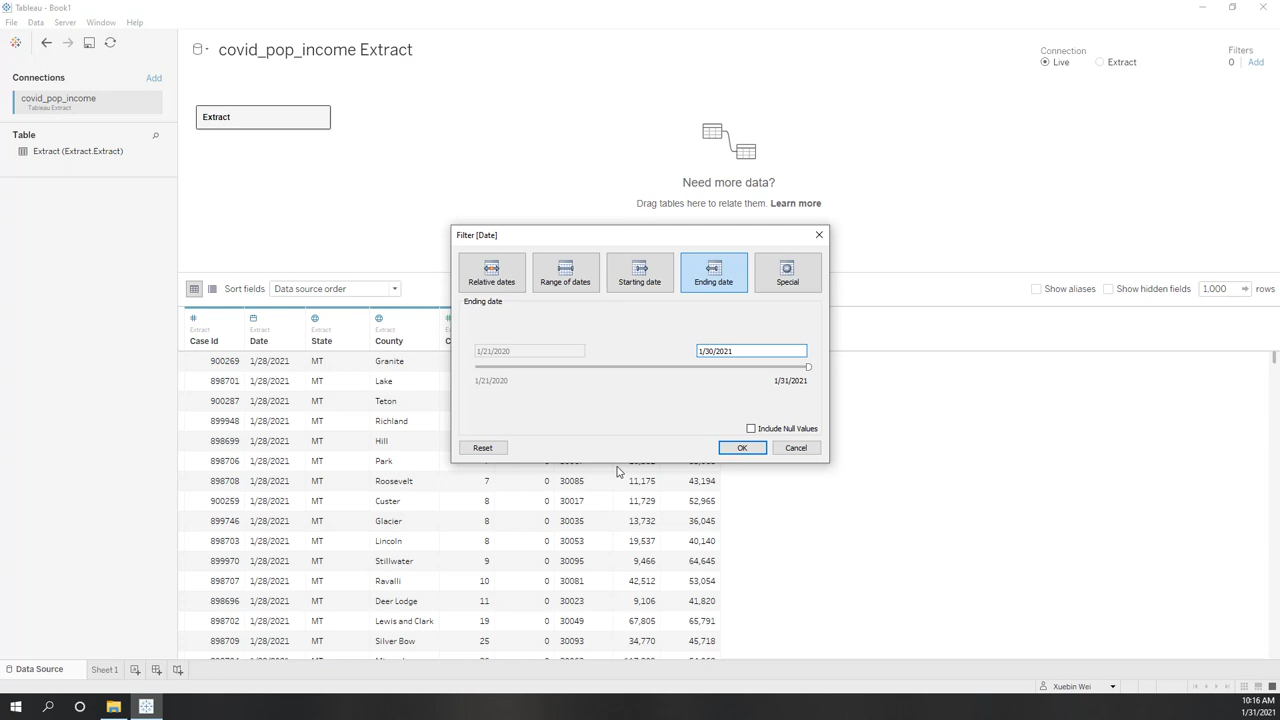 Tableau - Book1
File Data Server Window Help
covid_pop_income Extract
Connection
Live Extract
Filters
0 Add
Connections Add
covid_pop_income
Tableau Extract
Table
Extract (Extract.Extract)
Extract
Need more data?
Drag tables here to relate them. Learn more
Filter [Date]
Relative dates Range of dates Starting date Ending date Special
Ending date
1/21/2020 1/30/2021
1/21/2020 1/31/2021
Include Null Values
Reset OK Cancel
Sort fields Data source order
Show aliases Show hidden fields 1,000 rows
Extract Extract Extract Extract
Case Id Date State County
900269 1/28/2021 MT Granite
898701 1/28/2021 MT Lake
900287 1/28/2021 MT Teton
899948 1/28/2021 MT Richland
898699 1/28/2021 MT Hill
898706 1/28/2021 MT Park
898708 1/28/2021 MT Roosevelt 7 0 30085 11,175 43,194
900259 1/28/2021 MT Custer 8 0 30017 11,729 52,965
899746 1/28/2021 MT Glacier 8 0 30035 13,732 36,045
898703 1/28/2021 MT Lincoln 8 0 30053 19,537 40,140
899970 1/28/2021 MT Stillwater 9 0 30095 9,466 64,645
898707 1/28/2021 MT Ravalli 10 0 30081 42,512 53,054
898696 1/28/2021 MT Deer Lodge 11 0 30023 9,106 41,820
898702 1/28/2021 MT Lewis and Clark 19 0 30049 67,805 65,791
898709 1/28/2021 MT Silver Bow 25 0 30093 34,770 45,718
Data Source Sheet 1
Xuebin Wei
10:16 AM
1/31/2021